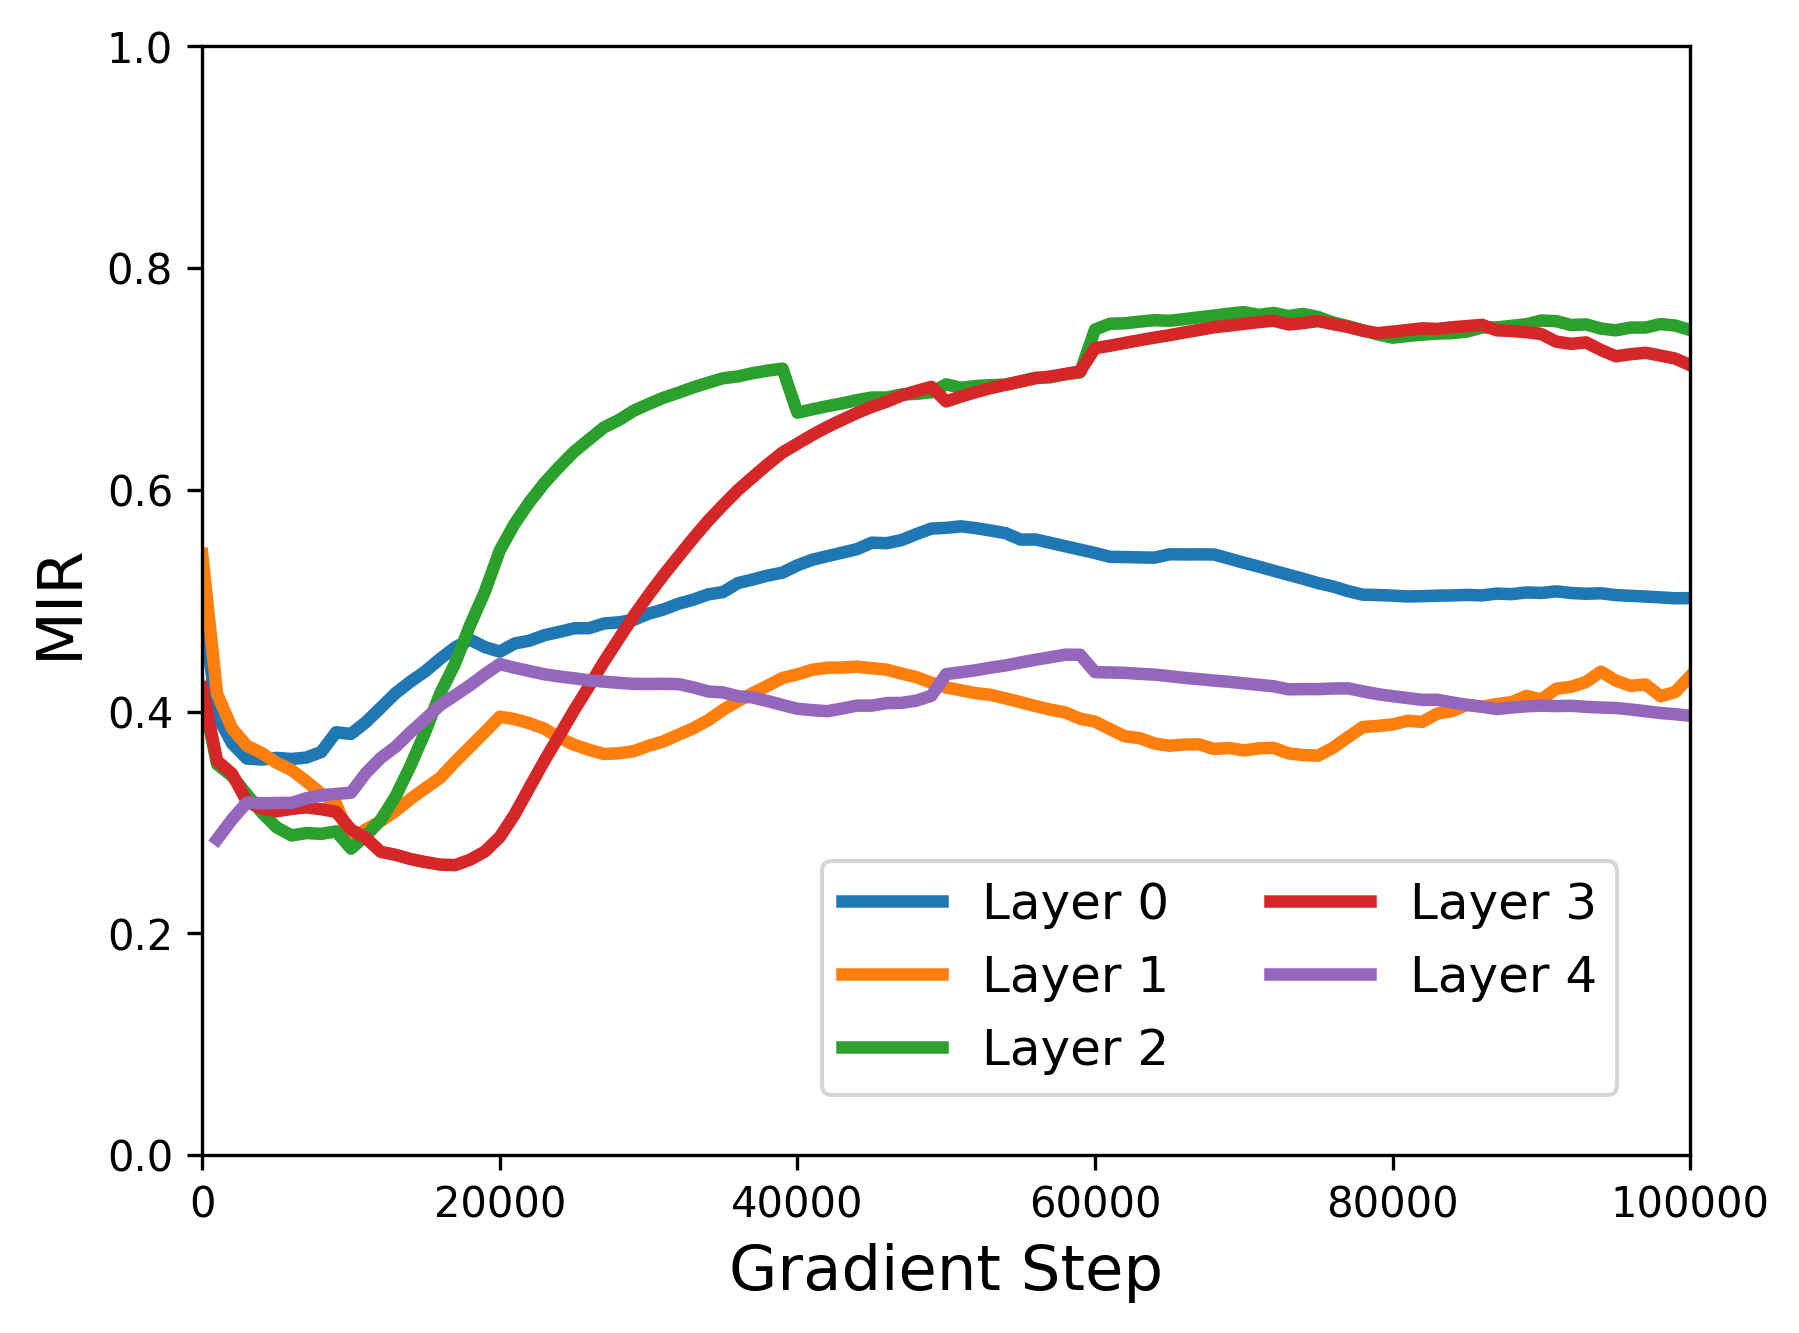 1.0
0.8
0.6
0.4
0.2
0.0
MIR
0 20000 40000 60000 80000 100000
Gradient Step
Layer 0
Layer 1
Layer 2
Layer 3
Layer 4